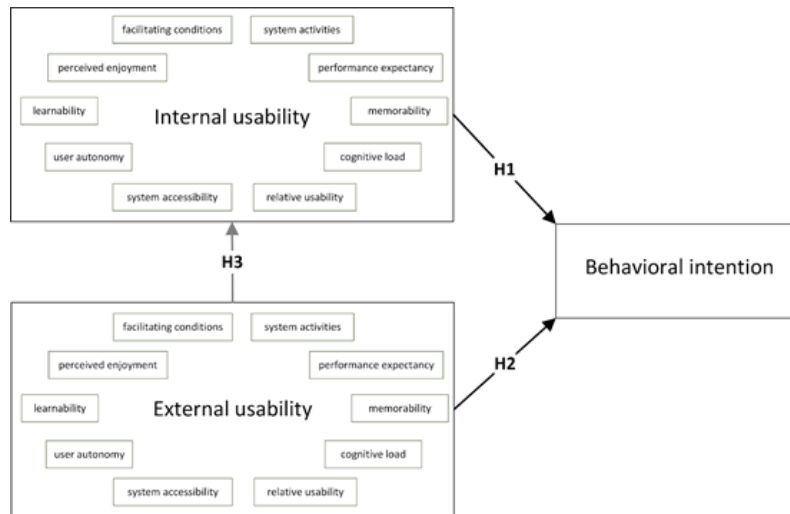 facilitating conditions
system activities
perceived enjoyment
performance expectancy
learnability
Internal usability
memorability
user autonomy
cognitive load
system accessibility
relative usability
H1
H3
Behavioral intention
facilitating conditions
system activities
perceived enjoyment
performance expectancy
H2
learnability
External usability
memorability
user autonomy
cognitive load
system accessibility
relative usability